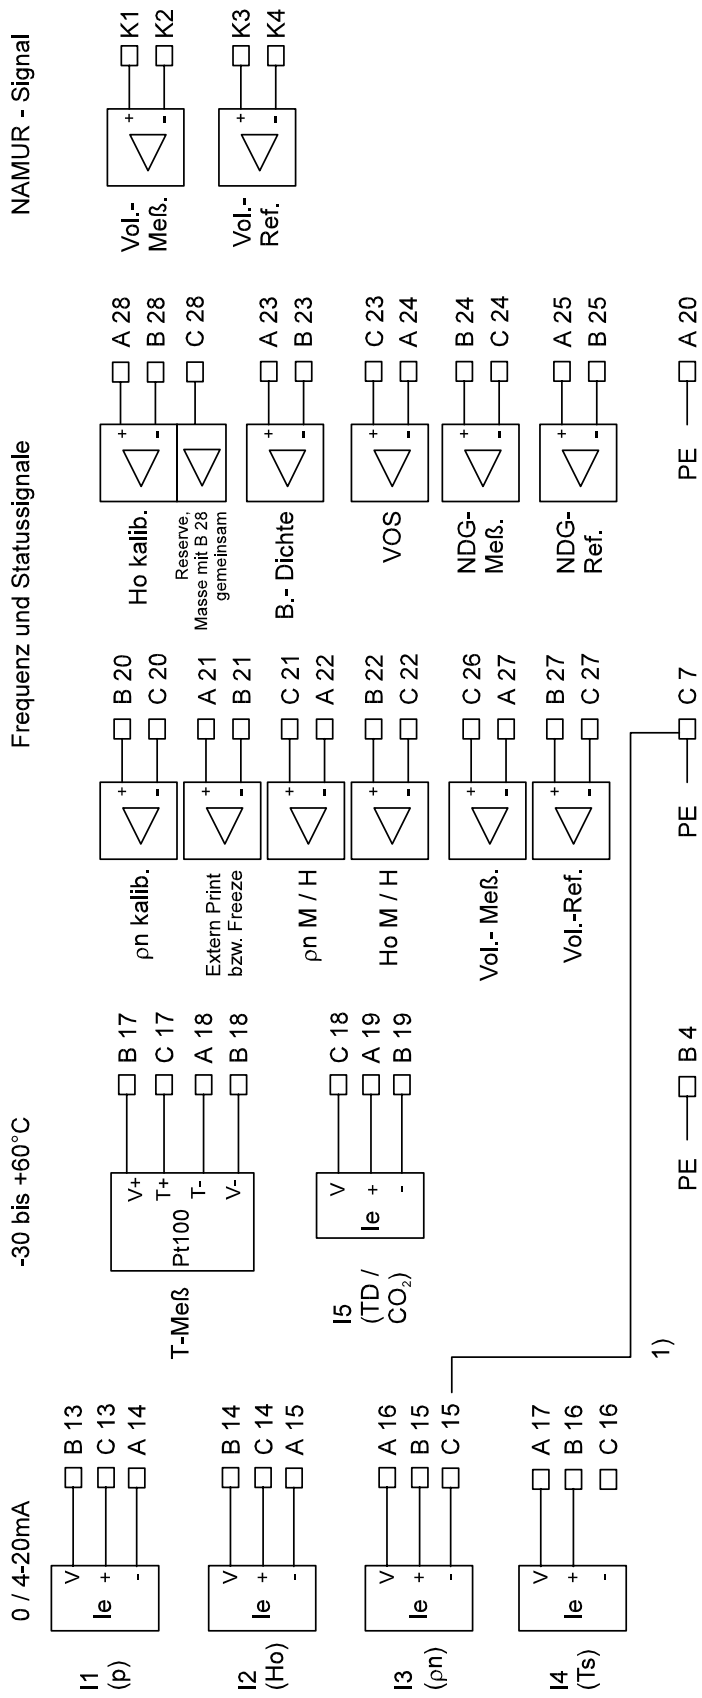 0 / 4-20mA
I1
(p)
Ie
V
+
-
B 13
C 13
A 14
I2
(Ho)
Ie
V
+
-
B 14
C 14
A 15
I3
(ρn)
Ie
V
+
-
A 16
B 15
C 15
I4
(Ts)
Ie
V
+
-
A 17
B 16
C 16
1)
-30 bis +60°C
T-Meß
Pt100
V+
T+
T-
V-
B 17
C 17
A 18
B 18
I5
(TD /
CO₂)
Ie
V
+
-
C 18
A 19
B 19
PE
B 4
Frequenz und Statussignale
ρn kalib.
+
-
B 20
C 20
Extern Print
bzw. Freeze
+
-
A 21
B 21
ρn M / H
+
-
C 21
A 22
Ho M / H
+
-
B 22
C 22
Vol.- Meß.
+
-
C 26
A 27
Vol.-Ref.
+
-
B 27
C 27
PE
C 7
Ho kalib.
+
-
A 28
B 28
Reserve,
Masse mit B 28
gemeinsam
C 28
B.- Dichte
+
-
A 23
B 23
VOS
+
-
C 23
A 24
NDG-
Meß.
+
-
B 24
C 24
NDG-
Ref.
+
-
A 25
B 25
PE
A 20
NAMUR - Signal
Vol.-
Meß.
+
-
K1
K2
Vol.-
Ref.
+
-
K3
K4